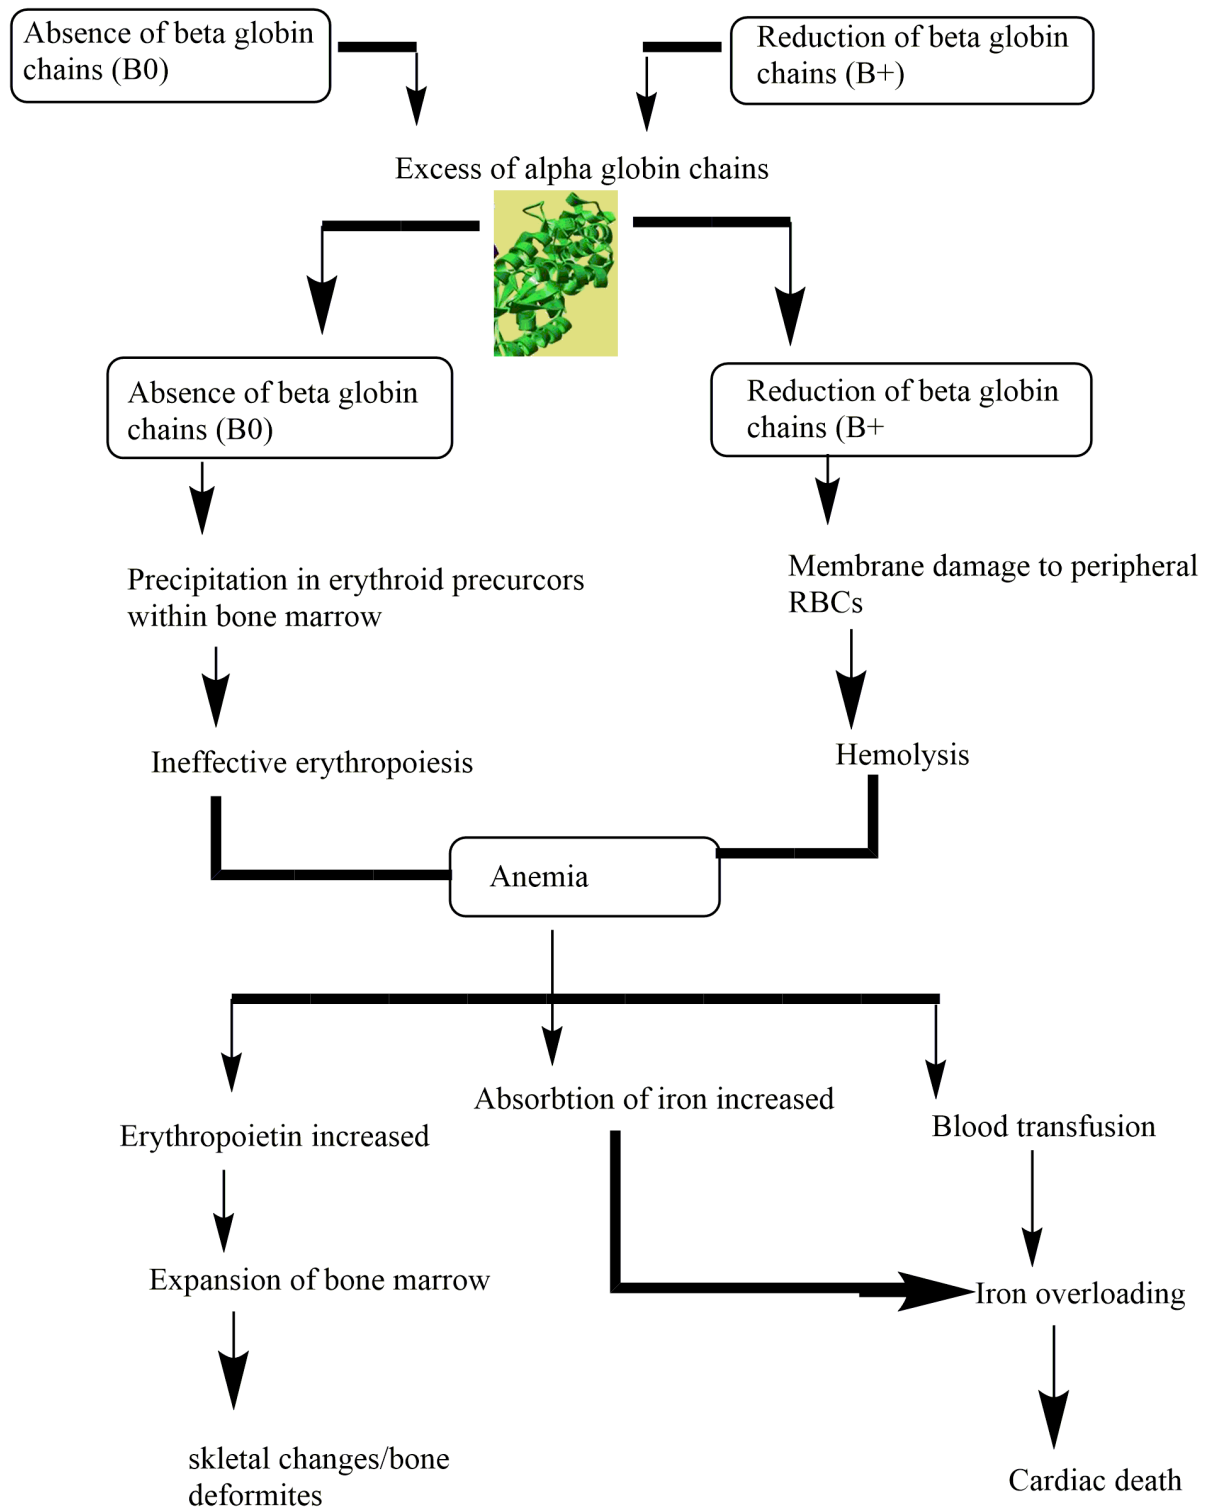 Absence of beta globin
chains (B0)
Reduction of beta globin
chains (B+)
Excess of alpha globin chains
Absence of beta globin
chains (B0)
Reduction of beta globin
chains (B+
Precipitation in erythroid precurcors
within bone marrow
Membrane damage to peripheral
RBCs
Ineffective erythropoiesis
Hemolysis
Anemia
Erythropoietin increased
Absorbtion of iron increased
Blood transfusion
Expansion of bone marrow
Iron overloading
skletal changes/bone
deformites
Cardiac death